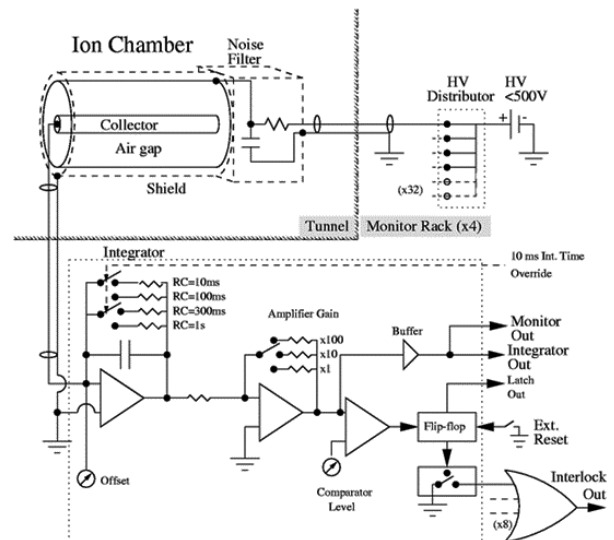 Ion Chamber
Noise
Filter
HV
Distributor
HV
<500V
+ -
Collector
Air gap
Shield
(x32)
Tunnel
Monitor Rack (x4)
Integrator
10 ms Int. Time
Override
RC=10ms
RC=100ms
RC=300ms
RC=1s
Amplifier Gain
x100
x10
x1
Buffer
Monitor
Out
Integrator
Out
Latch
Out
Flip-flop
Ext.
Reset
Offset
Comparator
Level
Interlock
Out
(x8)